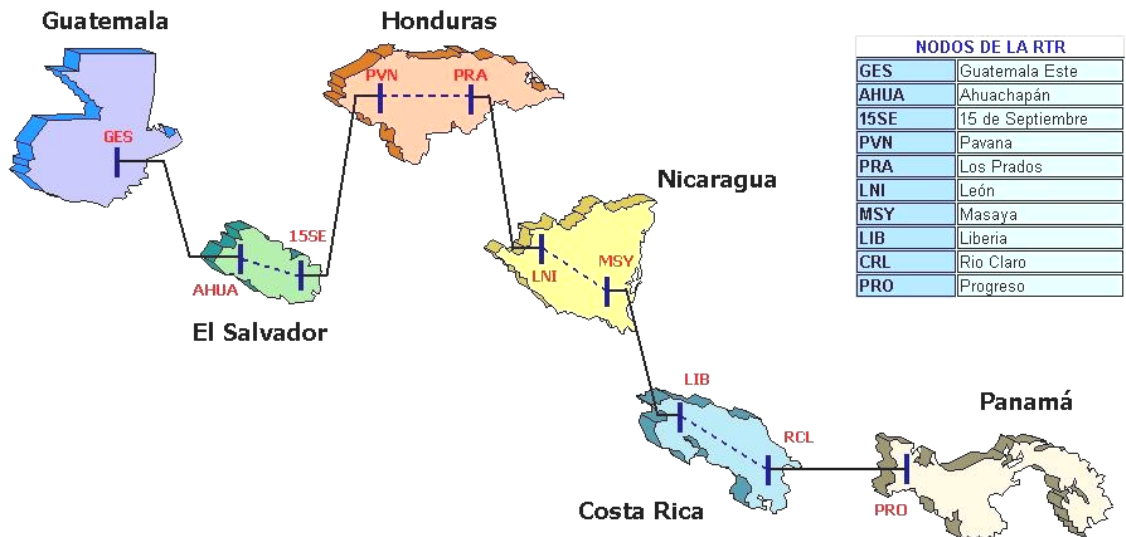 Guatemala
Honduras
NODOS DE LA RTR
GES Guatemala Este
AHUA Ahuachapán
15SE 15 de Septiembre
PVN Pavana
PRA Los Prados
LNI León
MSY Masaya
LIB Liberia
CRL Rio Claro
PRO Progreso
PVN
PRA
GES
Nicaragua
15SE
MSY
LNI
AHUA
El Salvador
LIB
Panamá
RCL
Costa Rica
PRO